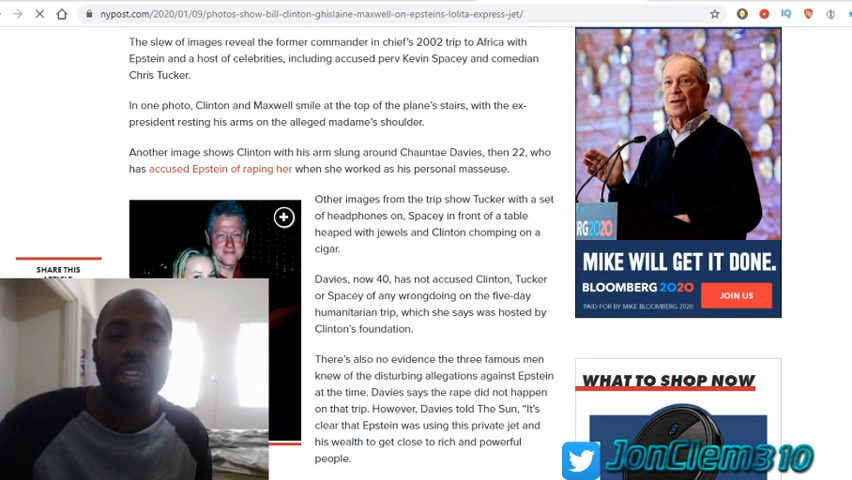 nypost.com/2020/01/09/photos-show-bill-clinton-ghislaine-maxwell-on-epsteins-lolita-express-jet/
The slew of images reveal the former commander in chief's 2002 trip to Africa with
Epstein and a host of celebrities, including accused perv Kevin Spacey and comedian
Chris Tucker.
In one photo, Clinton and Maxwell smile at the top of the plane's stairs, with the ex-
president resting his arms on the alleged madame's shoulder.
Another image shows Clinton with his arm slung around Chauntae Davies, then 22, who
has accused Epstein of raping her when she worked as his personal masseuse.
Other images from the trip show Tucker with a set
of headphones on, Spacey in front of a table
heaped with jewels and Clinton chomping on a
cigar.
Davies, now 40, has not accused Clinton, Tucker
or Spacey of any wrongdoing on the five-day
humanitarian trip, which she says was hosted by
Clinton's foundation.
There's also no evidence the three famous men
knew of the disturbing allegations against Epstein
at the time. Davies says the rape did not happen
on that trip. However, Davies told The Sun, "It's
clear that Epstein was using this private jet and
his wealth to get close to rich and powerful
people.
SHARE THIS
ARTICLE
RG2020
MIKE WILL GET IT DONE.
BLOOMBERG 2020
PAID FOR BY MIKE BLOOMBERG 2020
JOIN US
WHAT TO SHOP NOW
JonClem310